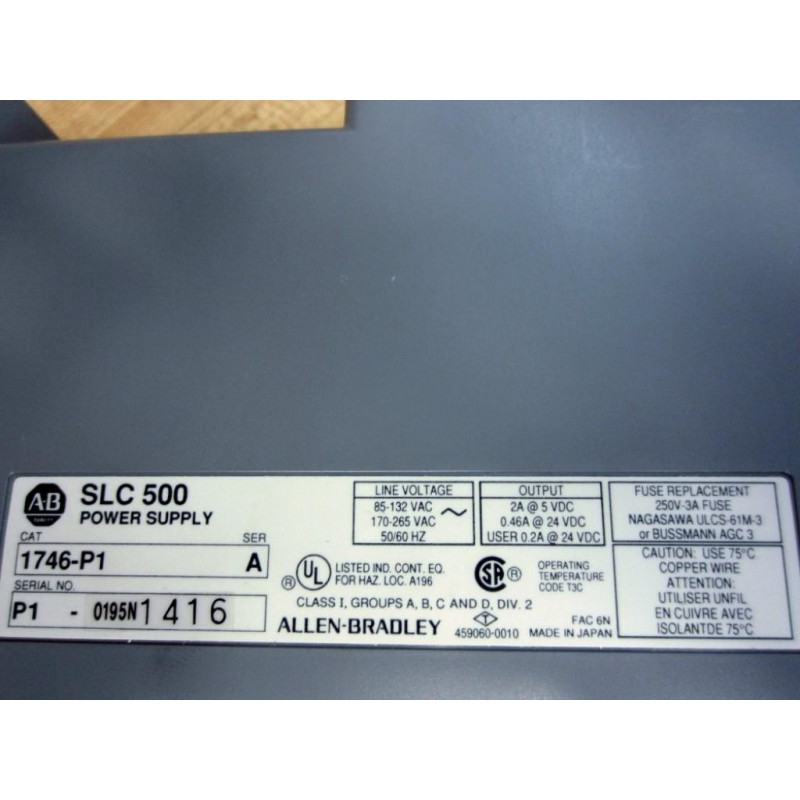 A-B
SLC 500
POWER SUPPLY
CAT
SER
1746-P1
A
SERIAL NO.
P1 - 0195N1416
LINE VOLTAGE
85-132 VAC
170-265 VAC
50/60 HZ
OUTPUT
2A @ 5 VDC
0.46A @ 24 VDC
USER 0.2A @ 24 VDC
FUSE REPLACEMENT
250V-3A FUSE
NAGASAWA ULCS-61M-3
or BUSSMANN AGC 3
® UL
LISTED IND. CONT. EQ.
FOR HAZ. LOC. A196
SA ®
OPERATING
TEMPERATURE
CODE T3C
CLASS I, GROUPS A, B, C AND D, DIV. 2
ALLEN-BRADLEY
T
459060-0010
FAC 6N
MADE IN JAPAN
CAUTION: USE 75°C
COPPER WIRE
ATTENTION:
UTILISER UNFIL
EN CUIVRE AVEC
ISOLANTDE 75°C